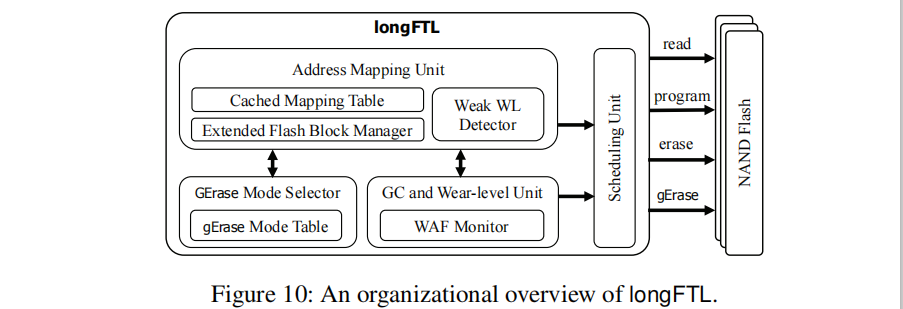 longFTL
Address Mapping Unit
Cached Mapping Table
Extended Flash Block Manager
Weak WL
Detector
GErase Mode Selector
gErase Mode Table
GC and Wear-level Unit
WAF Monitor
Scheduling Unit
read
program
erase
gErase
NAND Flash
Figure 10: An organizational overview of longFTL.